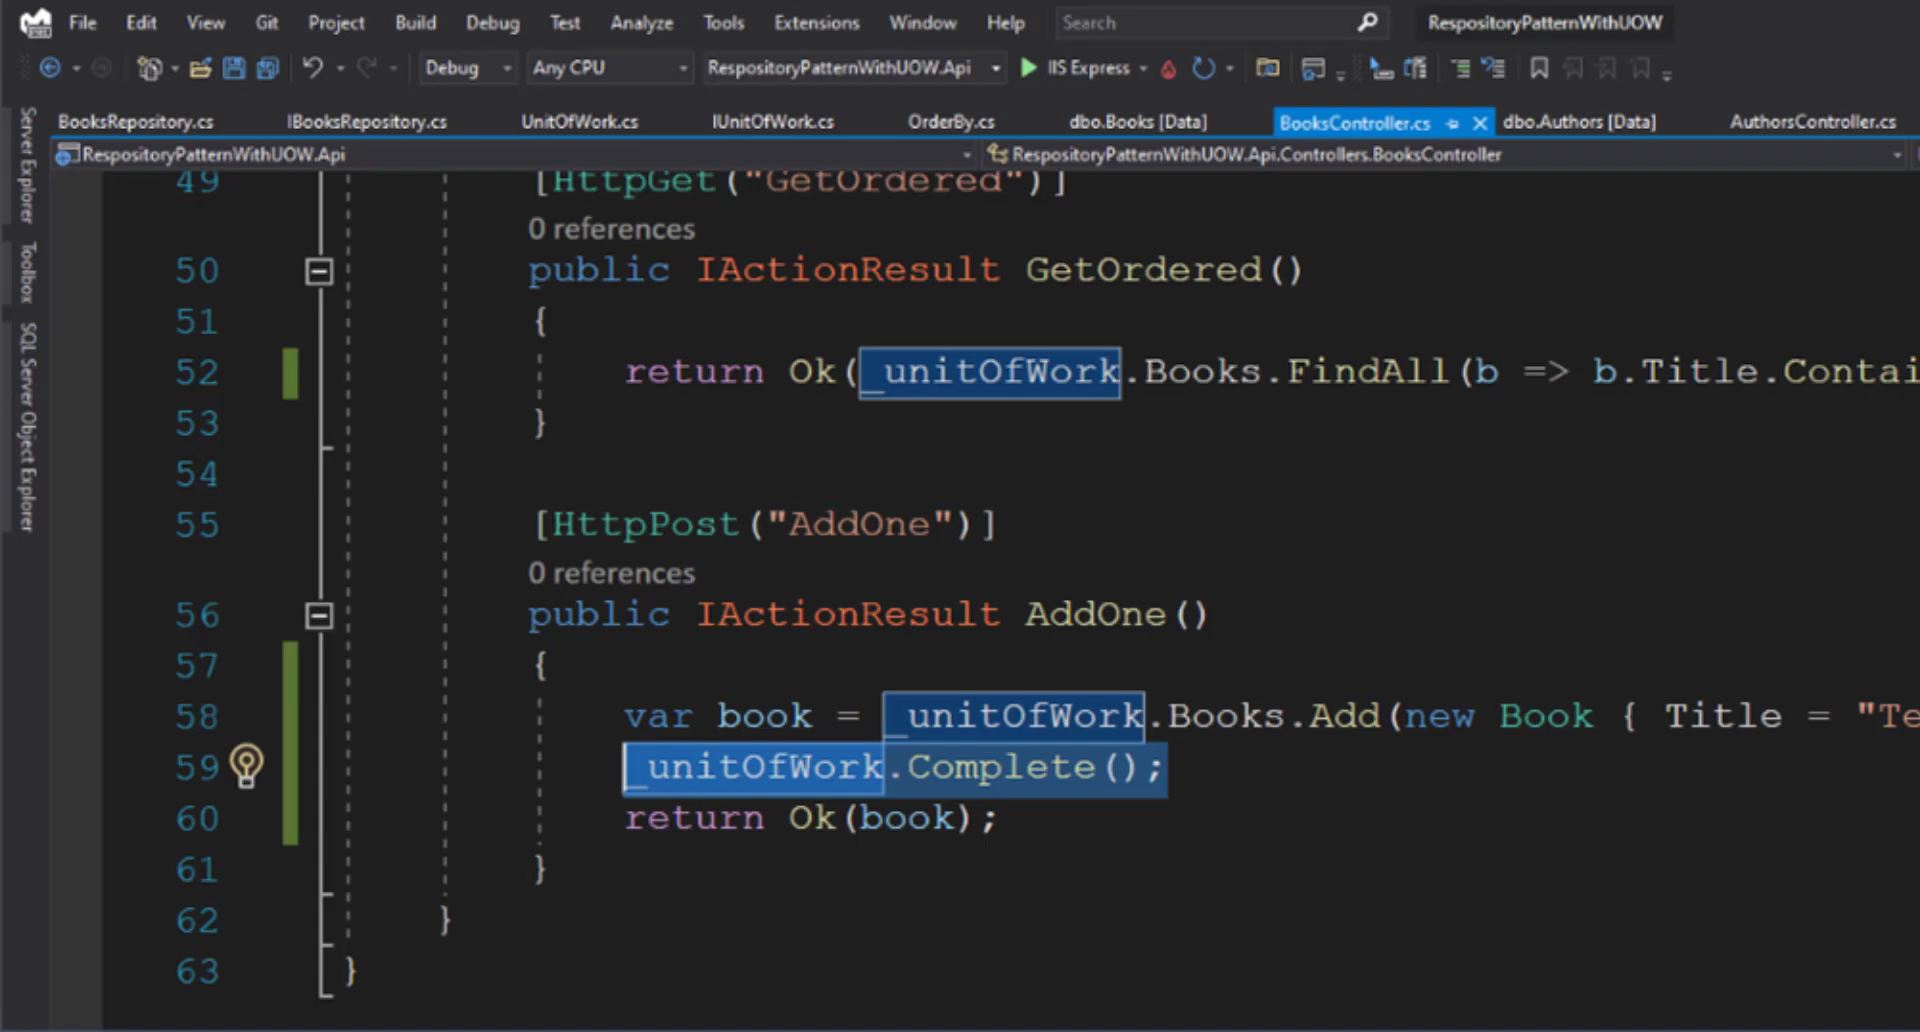 File Edit View Git Project Build Debug Test Analyze Tools Extensions Window Help Search RespositoryPatternWithUOW
Debug Any CPU RespositoryPatternWithUOW.Api IIS Express
BooksRepository.cs IBooksRepository.cs UnitOfWork.cs IUnitOfWork.cs OrderBy.cs dbo.Books [Data] BooksController.cs dbo.Authors [Data] AuthorsController.cs
RespositoryPatternWithUOW.Api RespositoryPatternWithUOW.Api.Controllers.BooksController
Server Explorer
Toolbox
SQL Server Object Explorer
49 [HttpGet("GetOrdered")]
0 references
50 public IActionResult GetOrdered()
51 {
52 return Ok(_unitOfWork.Books.FindAll(b => b.Title.Contai
53 }
54
55 [HttpPost("AddOne")]
0 references
56 public IActionResult AddOne()
57 {
58 var book = _unitOfWork.Books.Add(new Book { Title = "Te
59 _unitOfWork.Complete();
60 return Ok(book);
61 }
62 }
63 }